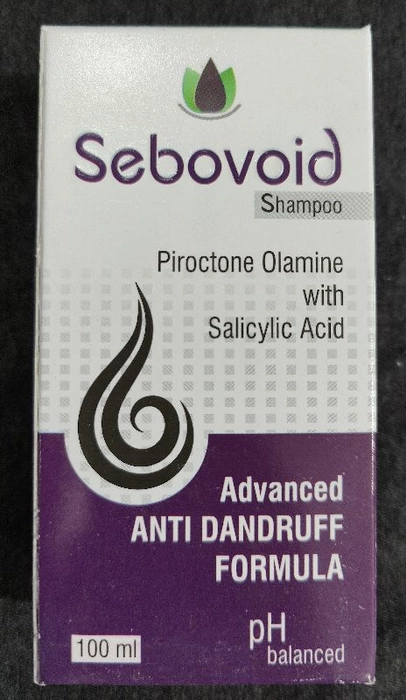 Sebovoid
Shampoo
Piroctone Olamine
with
Salicylic Acid
Advanced
ANTI DANDRUFF
FORMULA
pH
balanced
100 ml